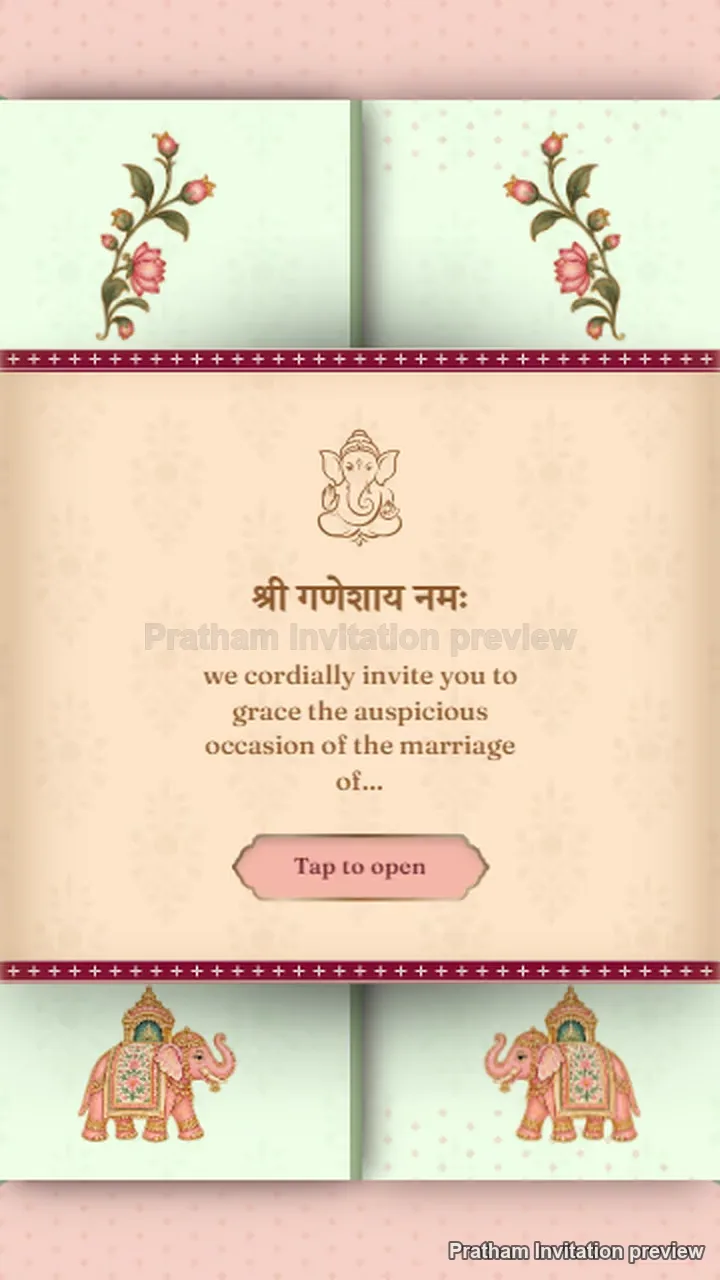 श्री गणेशाय नमः
Pratham Invitation preview
we cordially invite you to
grace the auspicious
occasion of the marriage
of...
Tap to open
Pratham Invitation preview